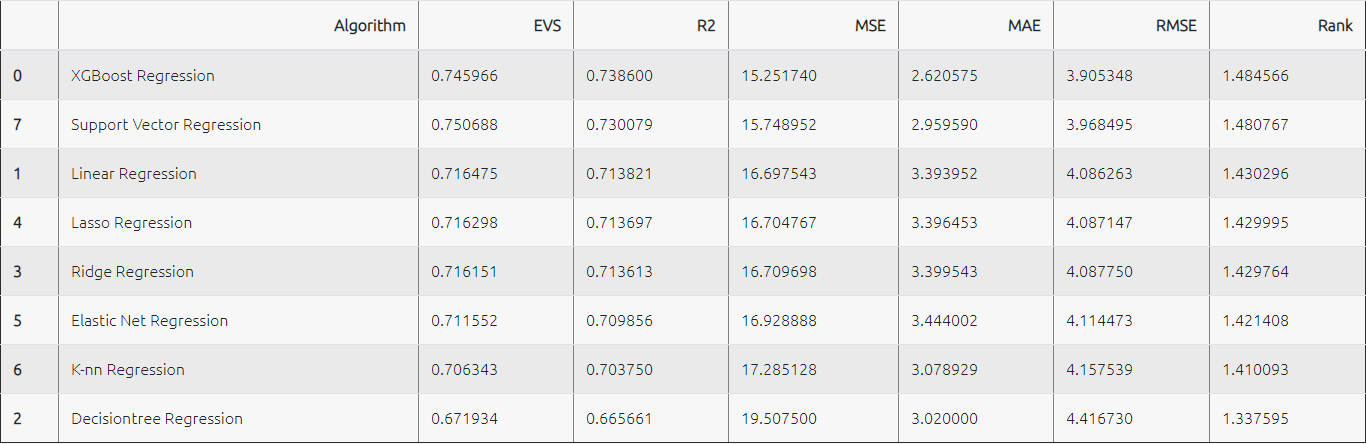 Algorithm EVS R2 MSE MAE RMSE Rank
0 XGBoost Regression 0.745966 0.738600 15.251740 2.620575 3.905348 1.484566
7 Support Vector Regression 0.750688 0.730079 15.748952 2.959590 3.968495 1.480767
1 Linear Regression 0.716475 0.713821 16.697543 3.393952 4.086263 1.430296
4 Lasso Regression 0.716298 0.713697 16.704767 3.396453 4.087147 1.429995
3 Ridge Regression 0.716151 0.713613 16.709698 3.399543 4.087750 1.429764
5 Elastic Net Regression 0.711552 0.709856 16.928888 3.444002 4.114473 1.421408
6 K-nn Regression 0.706343 0.703750 17.285128 3.078929 4.157539 1.410093
2 Decisiontree Regression 0.671934 0.665661 19.507500 3.020000 4.416730 1.337595